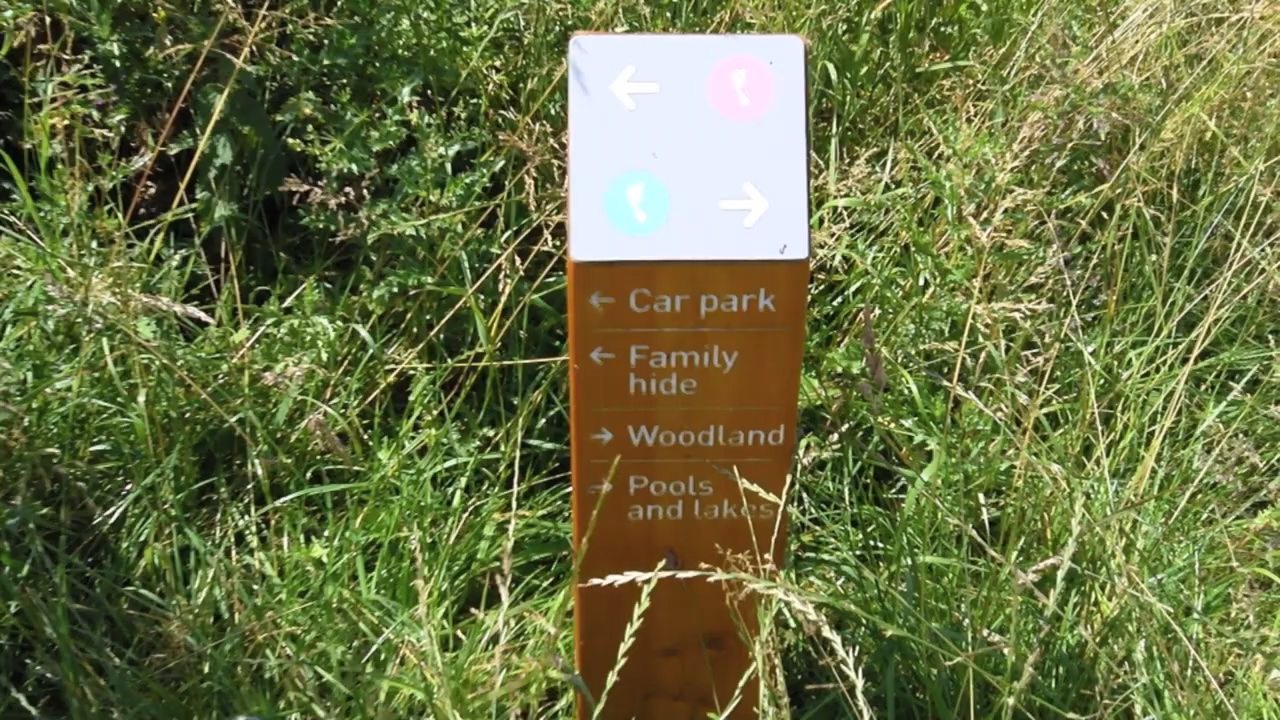 ← Car park
← Family
hide
→ Woodland
→ Pools
and lakes